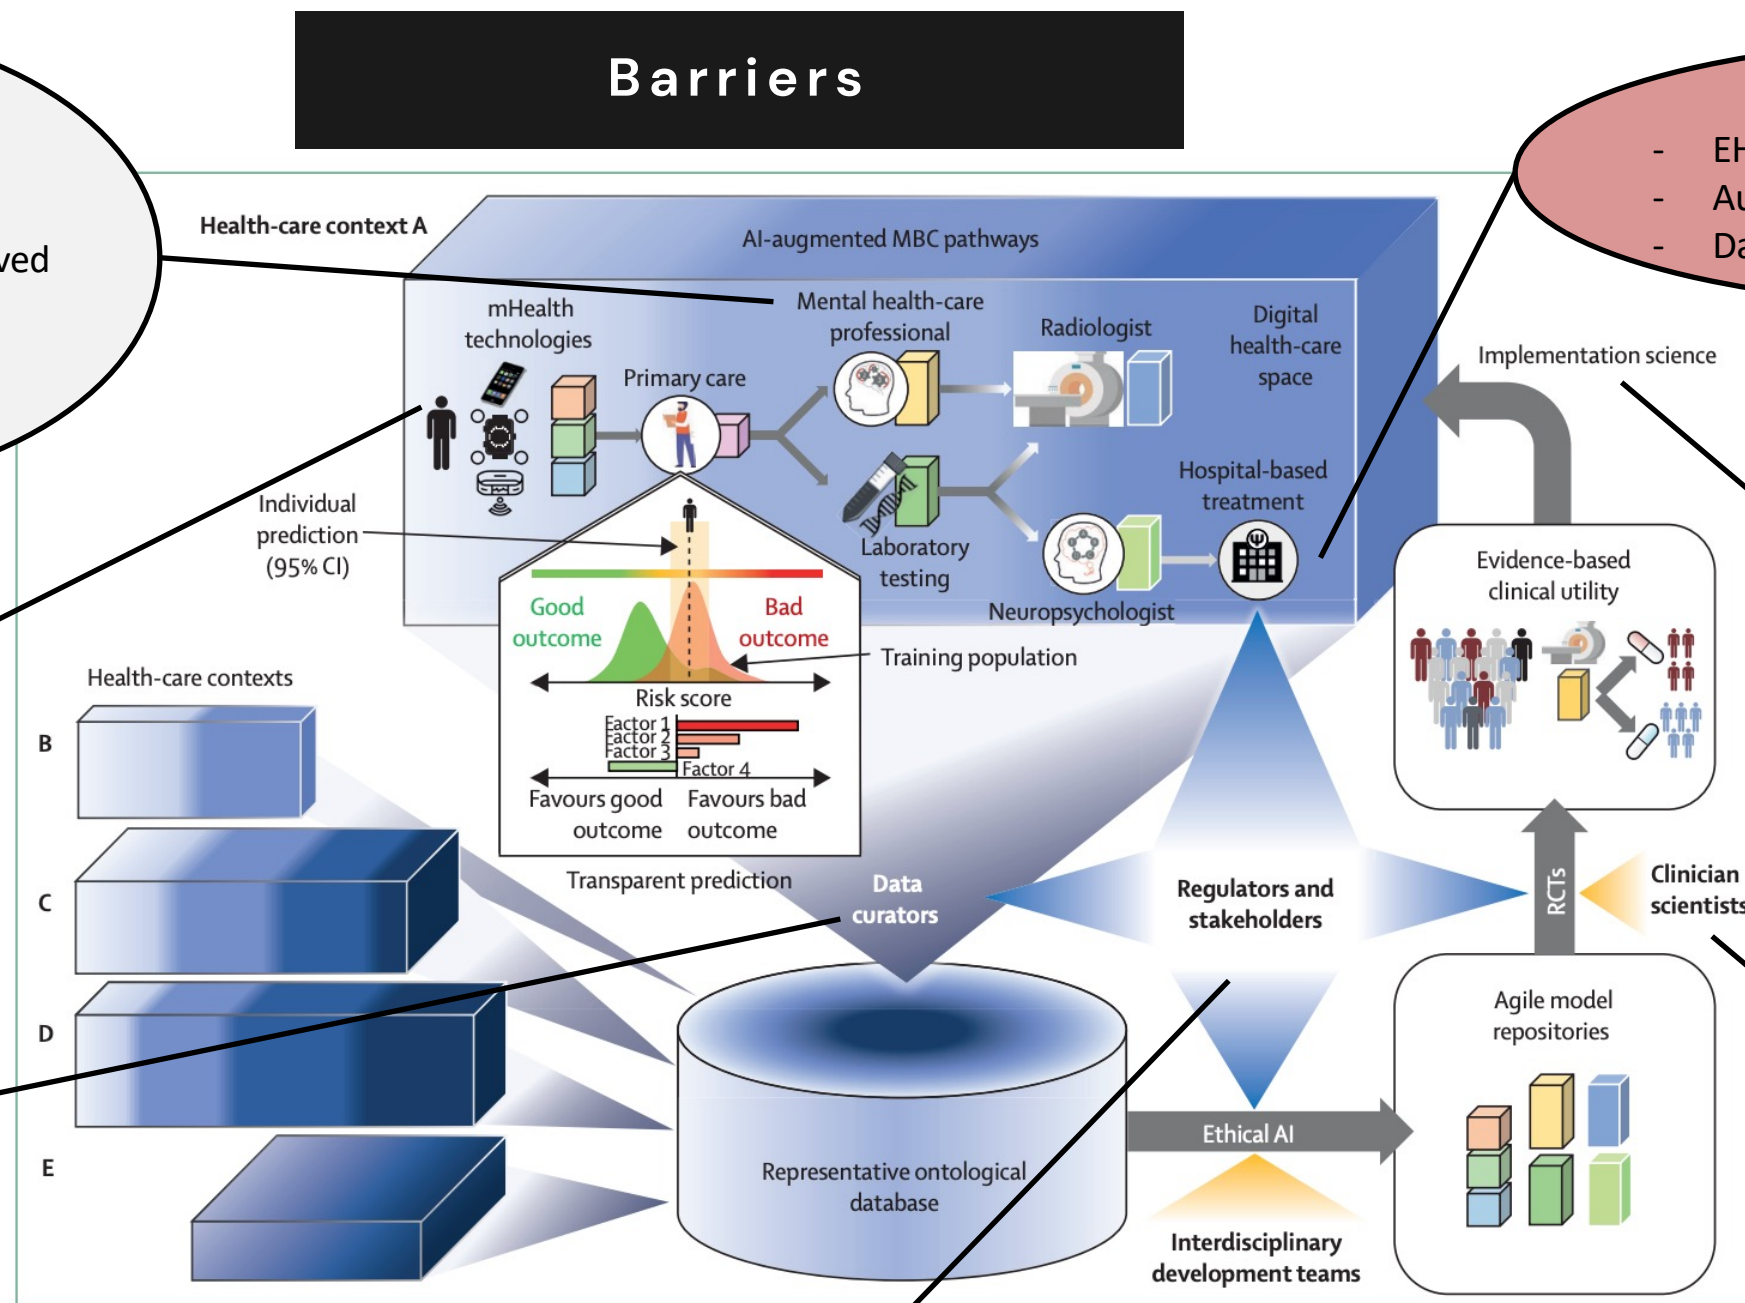 Barriers
- EH
- Au
- Da
ved
Health-care context A
AI-augmented MBC pathways
mHealth
technologies
Primary care
Mental health-care
professional
Radiologist
Digital
health-care
space
Implementation science
Individual
prediction
(95% CI)
Laboratory
testing
Neuropsychologist
Hospital-based
treatment
Good
outcome
Bad
outcome
Training population
Risk score
Factor 1
Factor 2
Factor 3
Factor 4
Favours good
outcome
Favours bad
outcome
Transparent prediction
Evidence-based
clinical utility
Health-care contexts
B
C
D
E
Data
curators
Regulators and
stakeholders
RCTs
Clinician
scientists
Agile model
repositories
Ethical AI
Representative ontological
database
Interdisciplinary
development teams